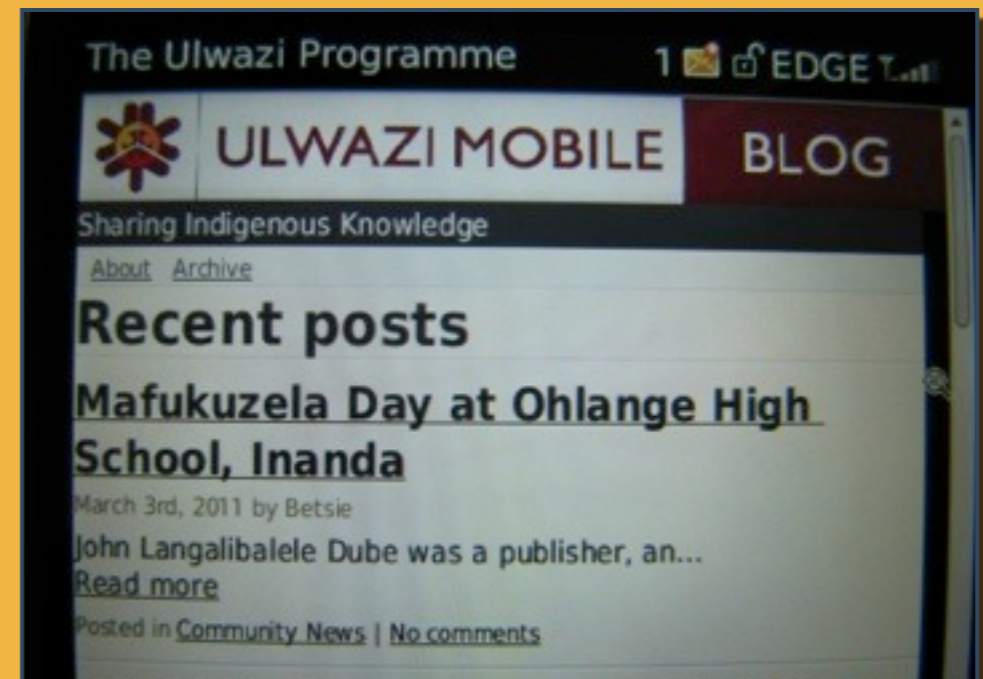 The Ulwazi Programme 1 EDGE
ULWAZI MOBILE BLOG
Sharing Indigenous Knowledge
About Archive
Recent posts
Mafukuzela Day at Ohlange High
School, Inanda
March 3rd, 2011 by Betsie
John Langalibalele Dube was a publisher, an...
Read more
Posted in Community News | No comments